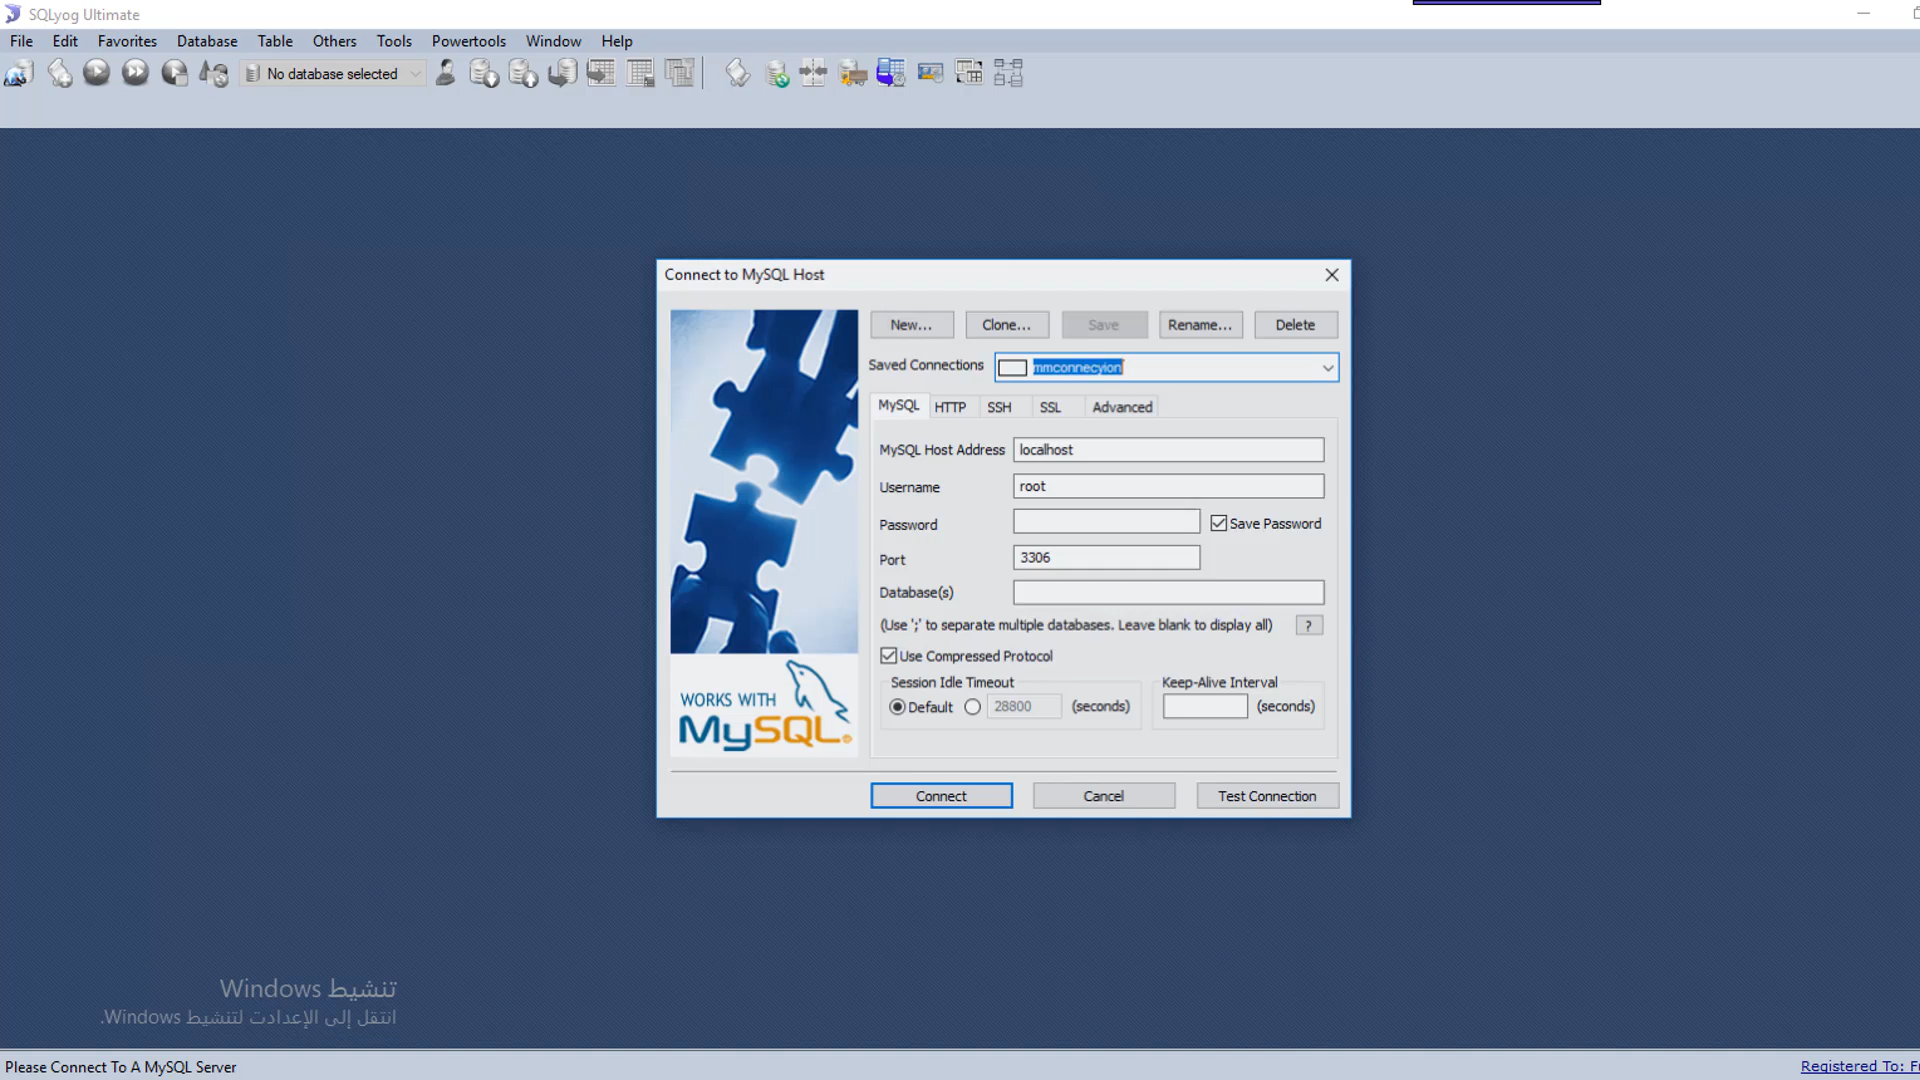 SQLyog Ultimate
File Edit Favorites Database Table Others Tools Powertools Window Help
No database selected
Connect to MySQL Host
New... Clone... Save Rename... Delete
Saved Connections mmconnecyion
MySQL HTTP SSH SSL Advanced
MySQL Host Address localhost
Username root
Password Save Password
Port 3306
Database(s)
(Use ';' to separate multiple databases. Leave blank to display all) ?
Use Compressed Protocol
Session Idle Timeout Keep-Alive Interval
Default 28800 (seconds) (seconds)
WORKS WITH
MySQL
Connect Cancel Test Connection
تنشيط Windows
انتقل إلى الإعدادت لتنشيط Windows.
Please Connect To A MySQL Server Registered To: